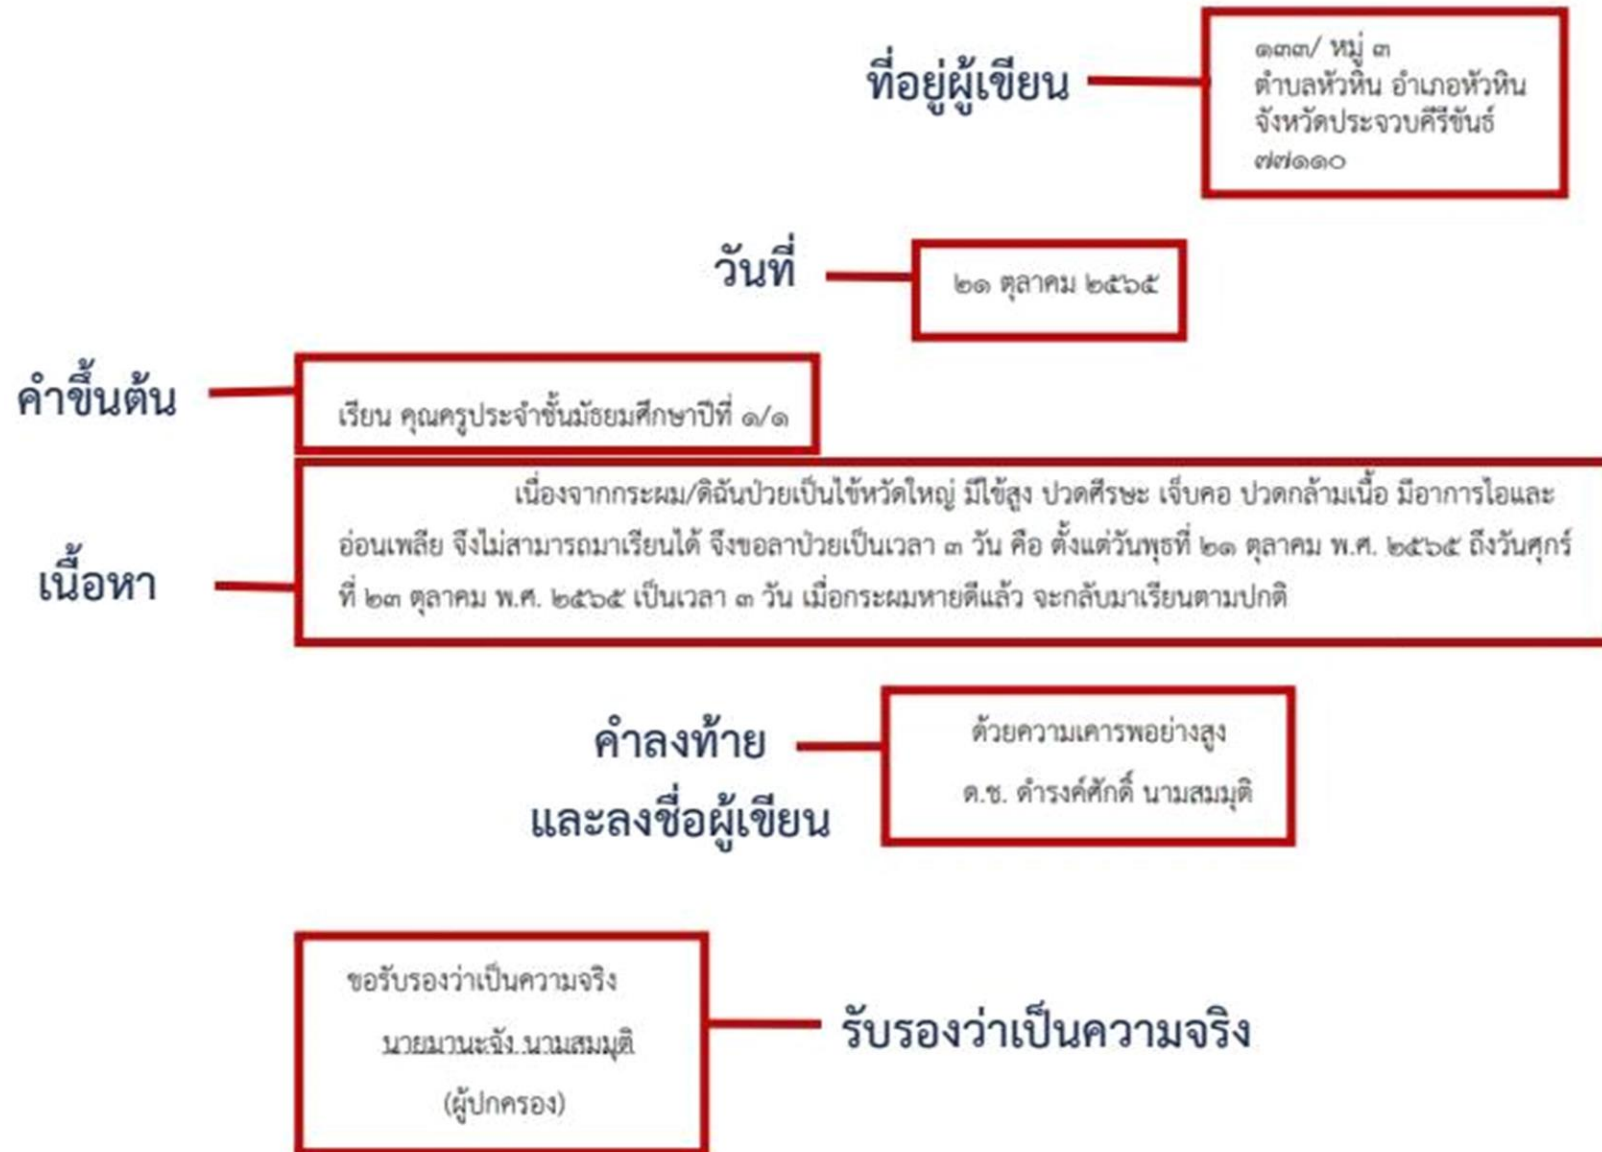 ที่อยู่ผู้เขียน
๑๓๓/ หมู่ ๓
ตำบลหัวหิน อำเภอหัวหิน
จังหวัดประจวบคีรีขันธ์
๗๗๑๑๐
วันที่
๒๑ ตุลาคม ๒๕๖๕
คำขึ้นต้น
เรียน คุณครูประจำชั้นมัธยมศึกษาปีที่ ๑/๑
เนื้อหา
เนื่องจากกระผม/ดิฉันป่วยเป็นไข้หวัดใหญ่ มีไข้สูง ปวดศีรษะ เจ็บคอ ปวดกล้ามเนื้อ มีอาการไอและ
อ่อนเพลีย จึงไม่สามารถมาเรียนได้ จึงขอลาป่วยเป็นเวลา ๓ วัน คือ ตั้งแต่วันพุธที่ ๒๑ ตุลาคม พ.ศ. ๒๕๖๕ ถึงวันศุกร์
ที่ ๒๓ ตุลาคม พ.ศ. ๒๕๖๕ เป็นเวลา ๓ วัน เมื่อกระผมหายดีแล้ว จะกลับมาเรียนตามปกติ
คำลงท้าย
และลงชื่อผู้เขียน
ด้วยความเคารพอย่างสูง
ด.ช. ดำรงค์ศักดิ์ นามสมมุติ
ขอรับรองว่าเป็นความจริง
นายมานะจัง นามสมมุติ
(ผู้ปกครอง)
รับรองว่าเป็นความจริง